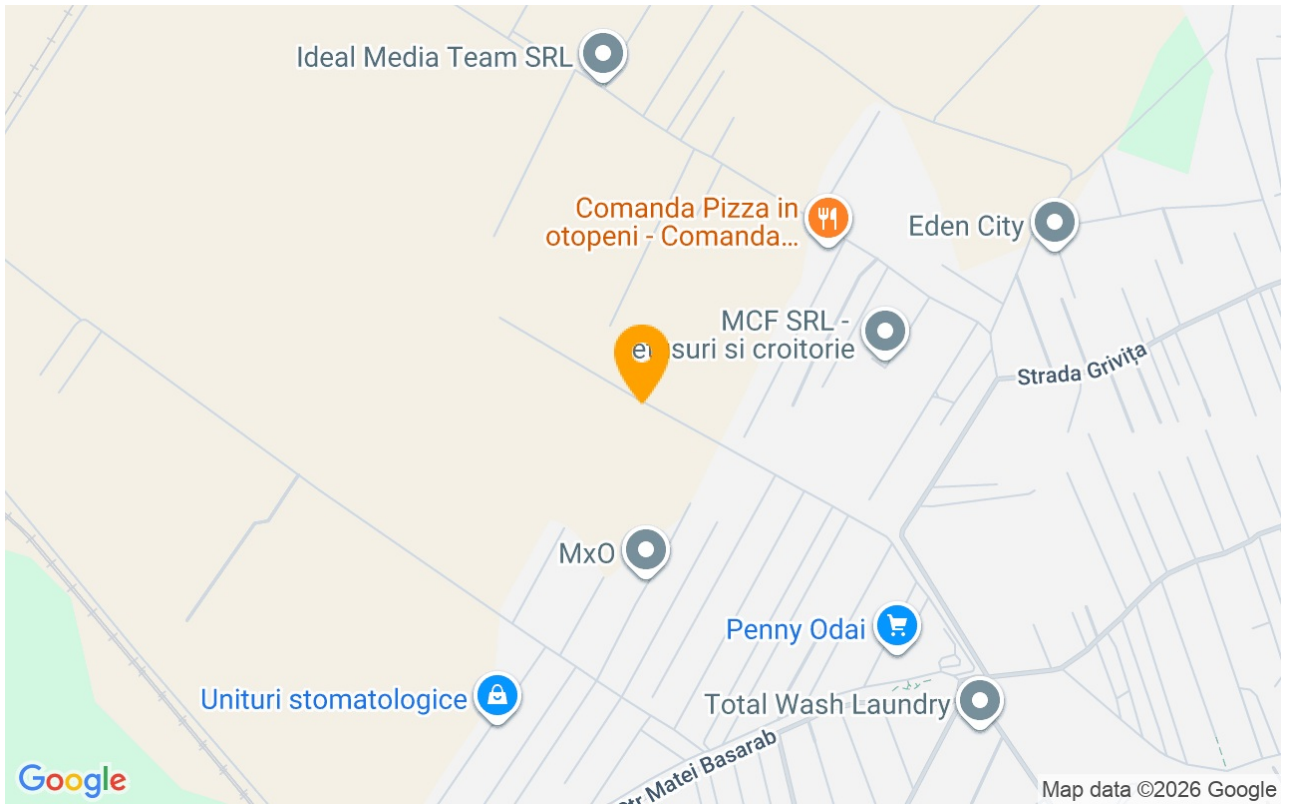 Ideal Media Team SRL
Comanda Pizza in
otopeni - Comanda...
Eden City
MCF SRL -
suri si croitorie
Strada Grivița
MxO
Penny Odai
Unituri stomatologice
Total Wash Laundry
Str Matei Basarab
Google
Map data ©2026 Google